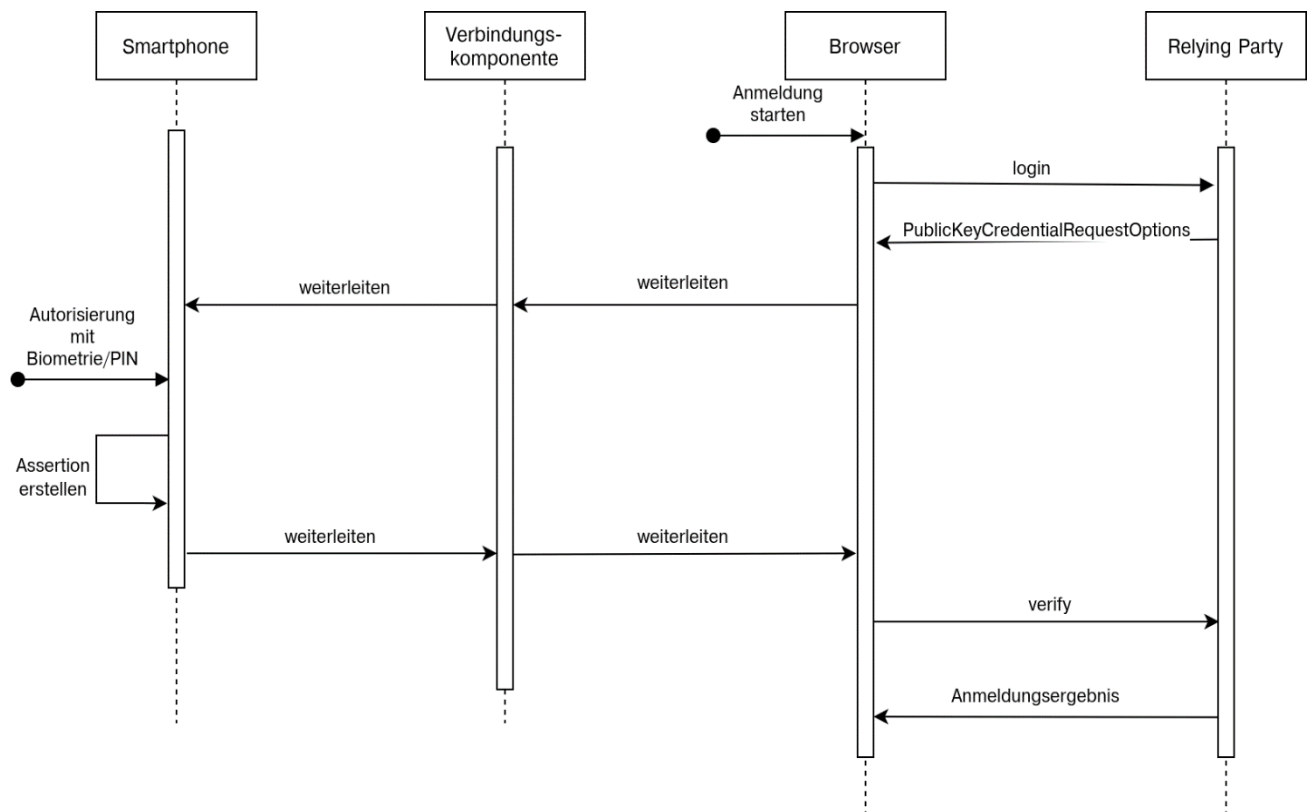 Smartphone
Verbindungs-
komponente
Browser
Relying Party
Anmeldung
starten
login
PublicKeyCredentialRequestOptions
weiterleiten
weiterleiten
Autorisierung
mit
Biometrie/PIN
Assertion
erstellen
weiterleiten
weiterleiten
verify
Anmeldungsergebnis